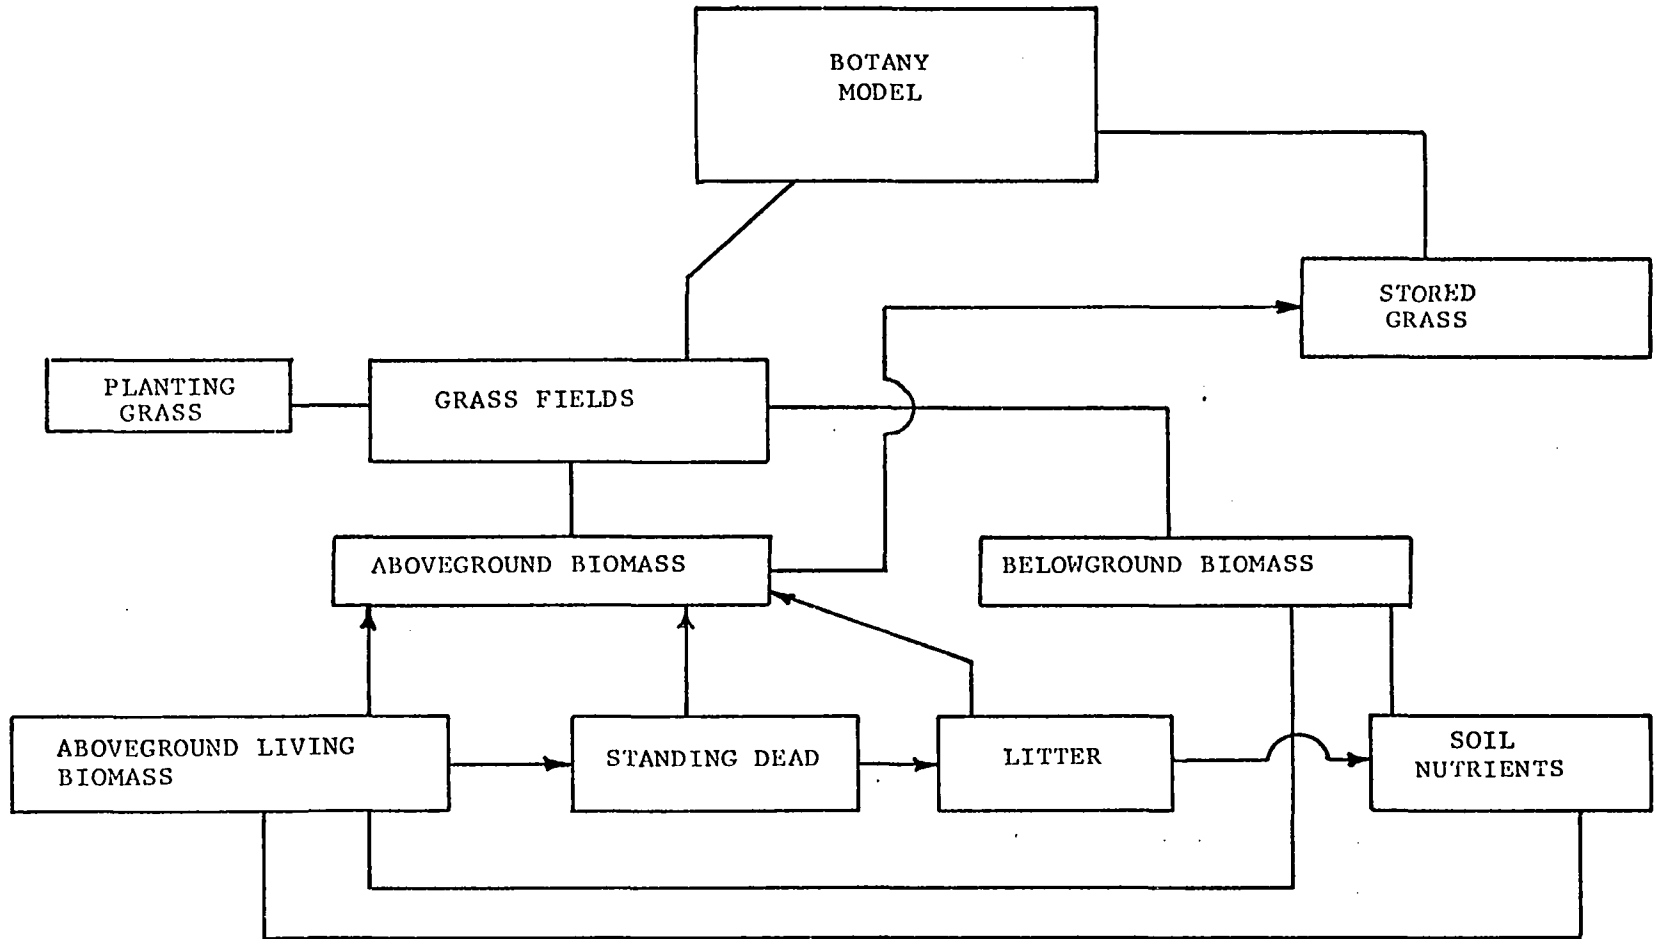 BOTANY
MODEL
STORED
GRASS
PLANTING
GRASS
GRASS FIELDS
ABOVEGROUND BIOMASS
BELOWGROUND BIOMASS
ABOVEGROUND LIVING
BIOMASS
STANDING DEAD
LITTER
SOIL
NUTRIENTS